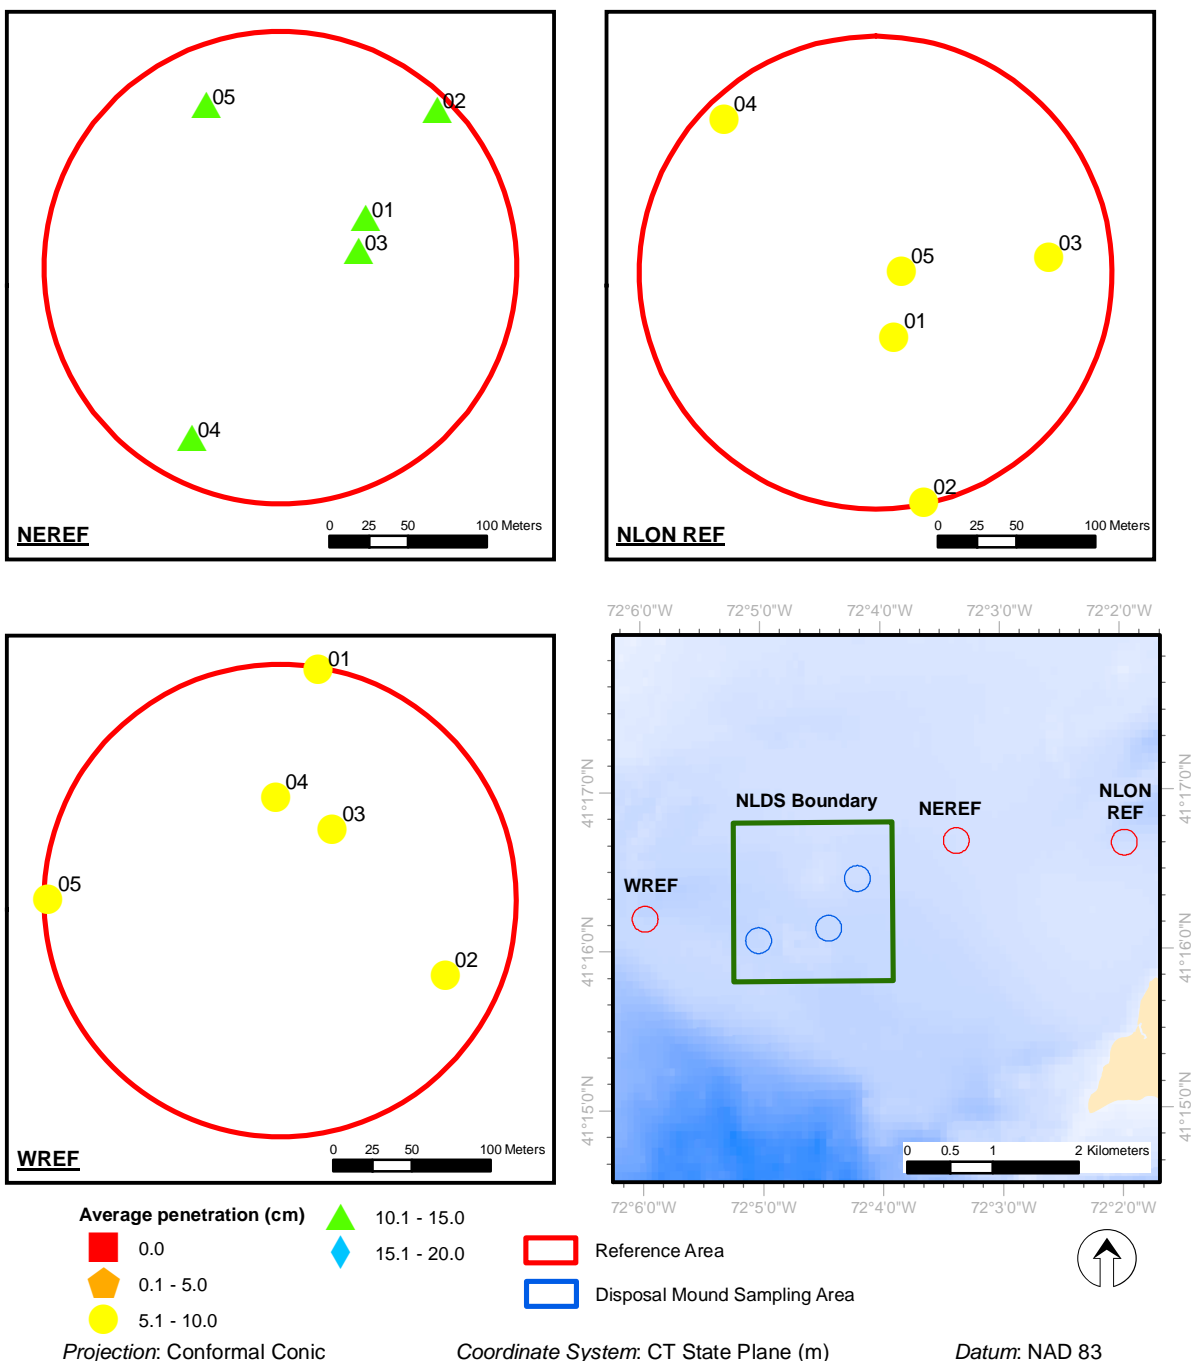 05
02
01
03
04
NEREF
0 25 50 100 Meters
04
03
05
01
02
NLON REF
0 25 50 100 Meters
01
04
03
05
02
WREF
0 25 50 100 Meters
72°6'0"W 72°5'0"W 72°4'0"W 72°3'0"W 72°2'0"W
41°17'0"N
41°16'0"N
41°15'0"N
NLDS Boundary
NEREF
NLON
REF
WREF
41°17'0"N
41°16'0"N
41°15'0"N
0 0.5 1 2 Kilometers
72°6'0"W 72°5'0"W 72°4'0"W 72°3'0"W 72°2'0"W
Average penetration (cm)
0.0
0.1 - 5.0
5.1 - 10.0
10.1 - 15.0
15.1 - 20.0
Reference Area
Disposal Mound Sampling Area
Projection: Conformal Conic Coordinate System: CT State Plane (m) Datum: NAD 83